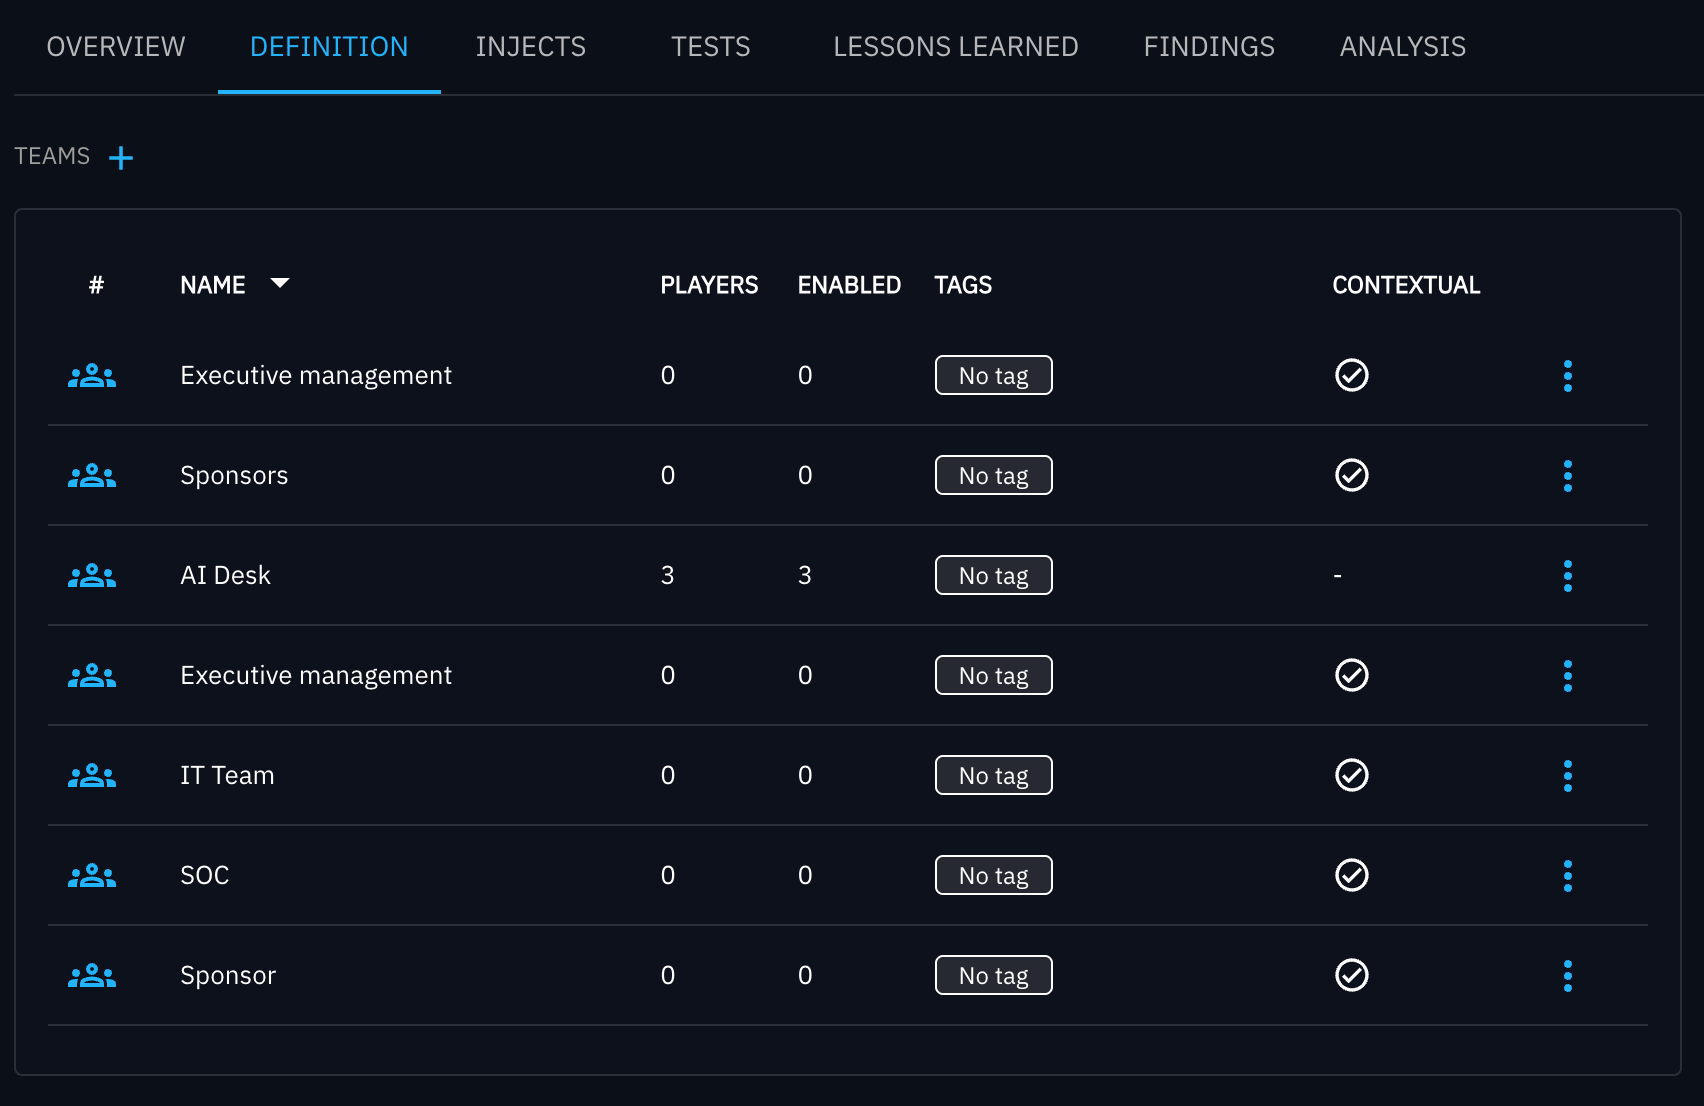 OVERVIEW DEFINITION INJECTS TESTS LESSONS LEARNED FINDINGS ANALYSIS
TEAMS
# NAME PLAYERS ENABLED TAGS CONTEXTUAL
Executive management 0 0 No tag
Sponsors 0 0 No tag
AI Desk 3 3 No tag -
Executive management 0 0 No tag
IT Team 0 0 No tag
SOC 0 0 No tag
Sponsor 0 0 No tag